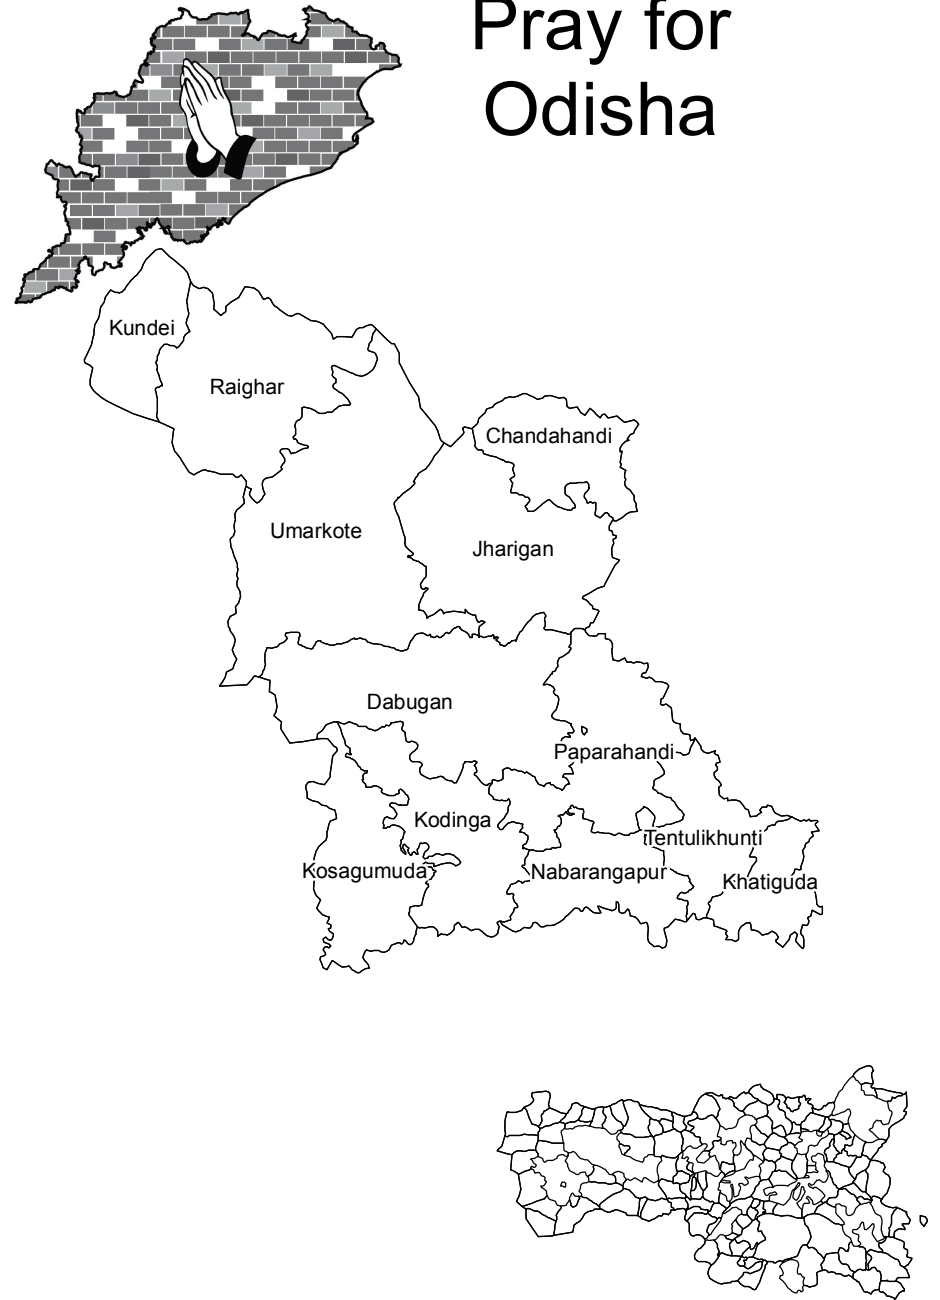 Pray for
Odisha
Kundei
Raighar
Chandahandi
Umarkote
Jharigan
Dabugan
Paparahandi
Kodinga
Tentulikhunti
Kosagumuda
Nabarangapur
Khatiguda